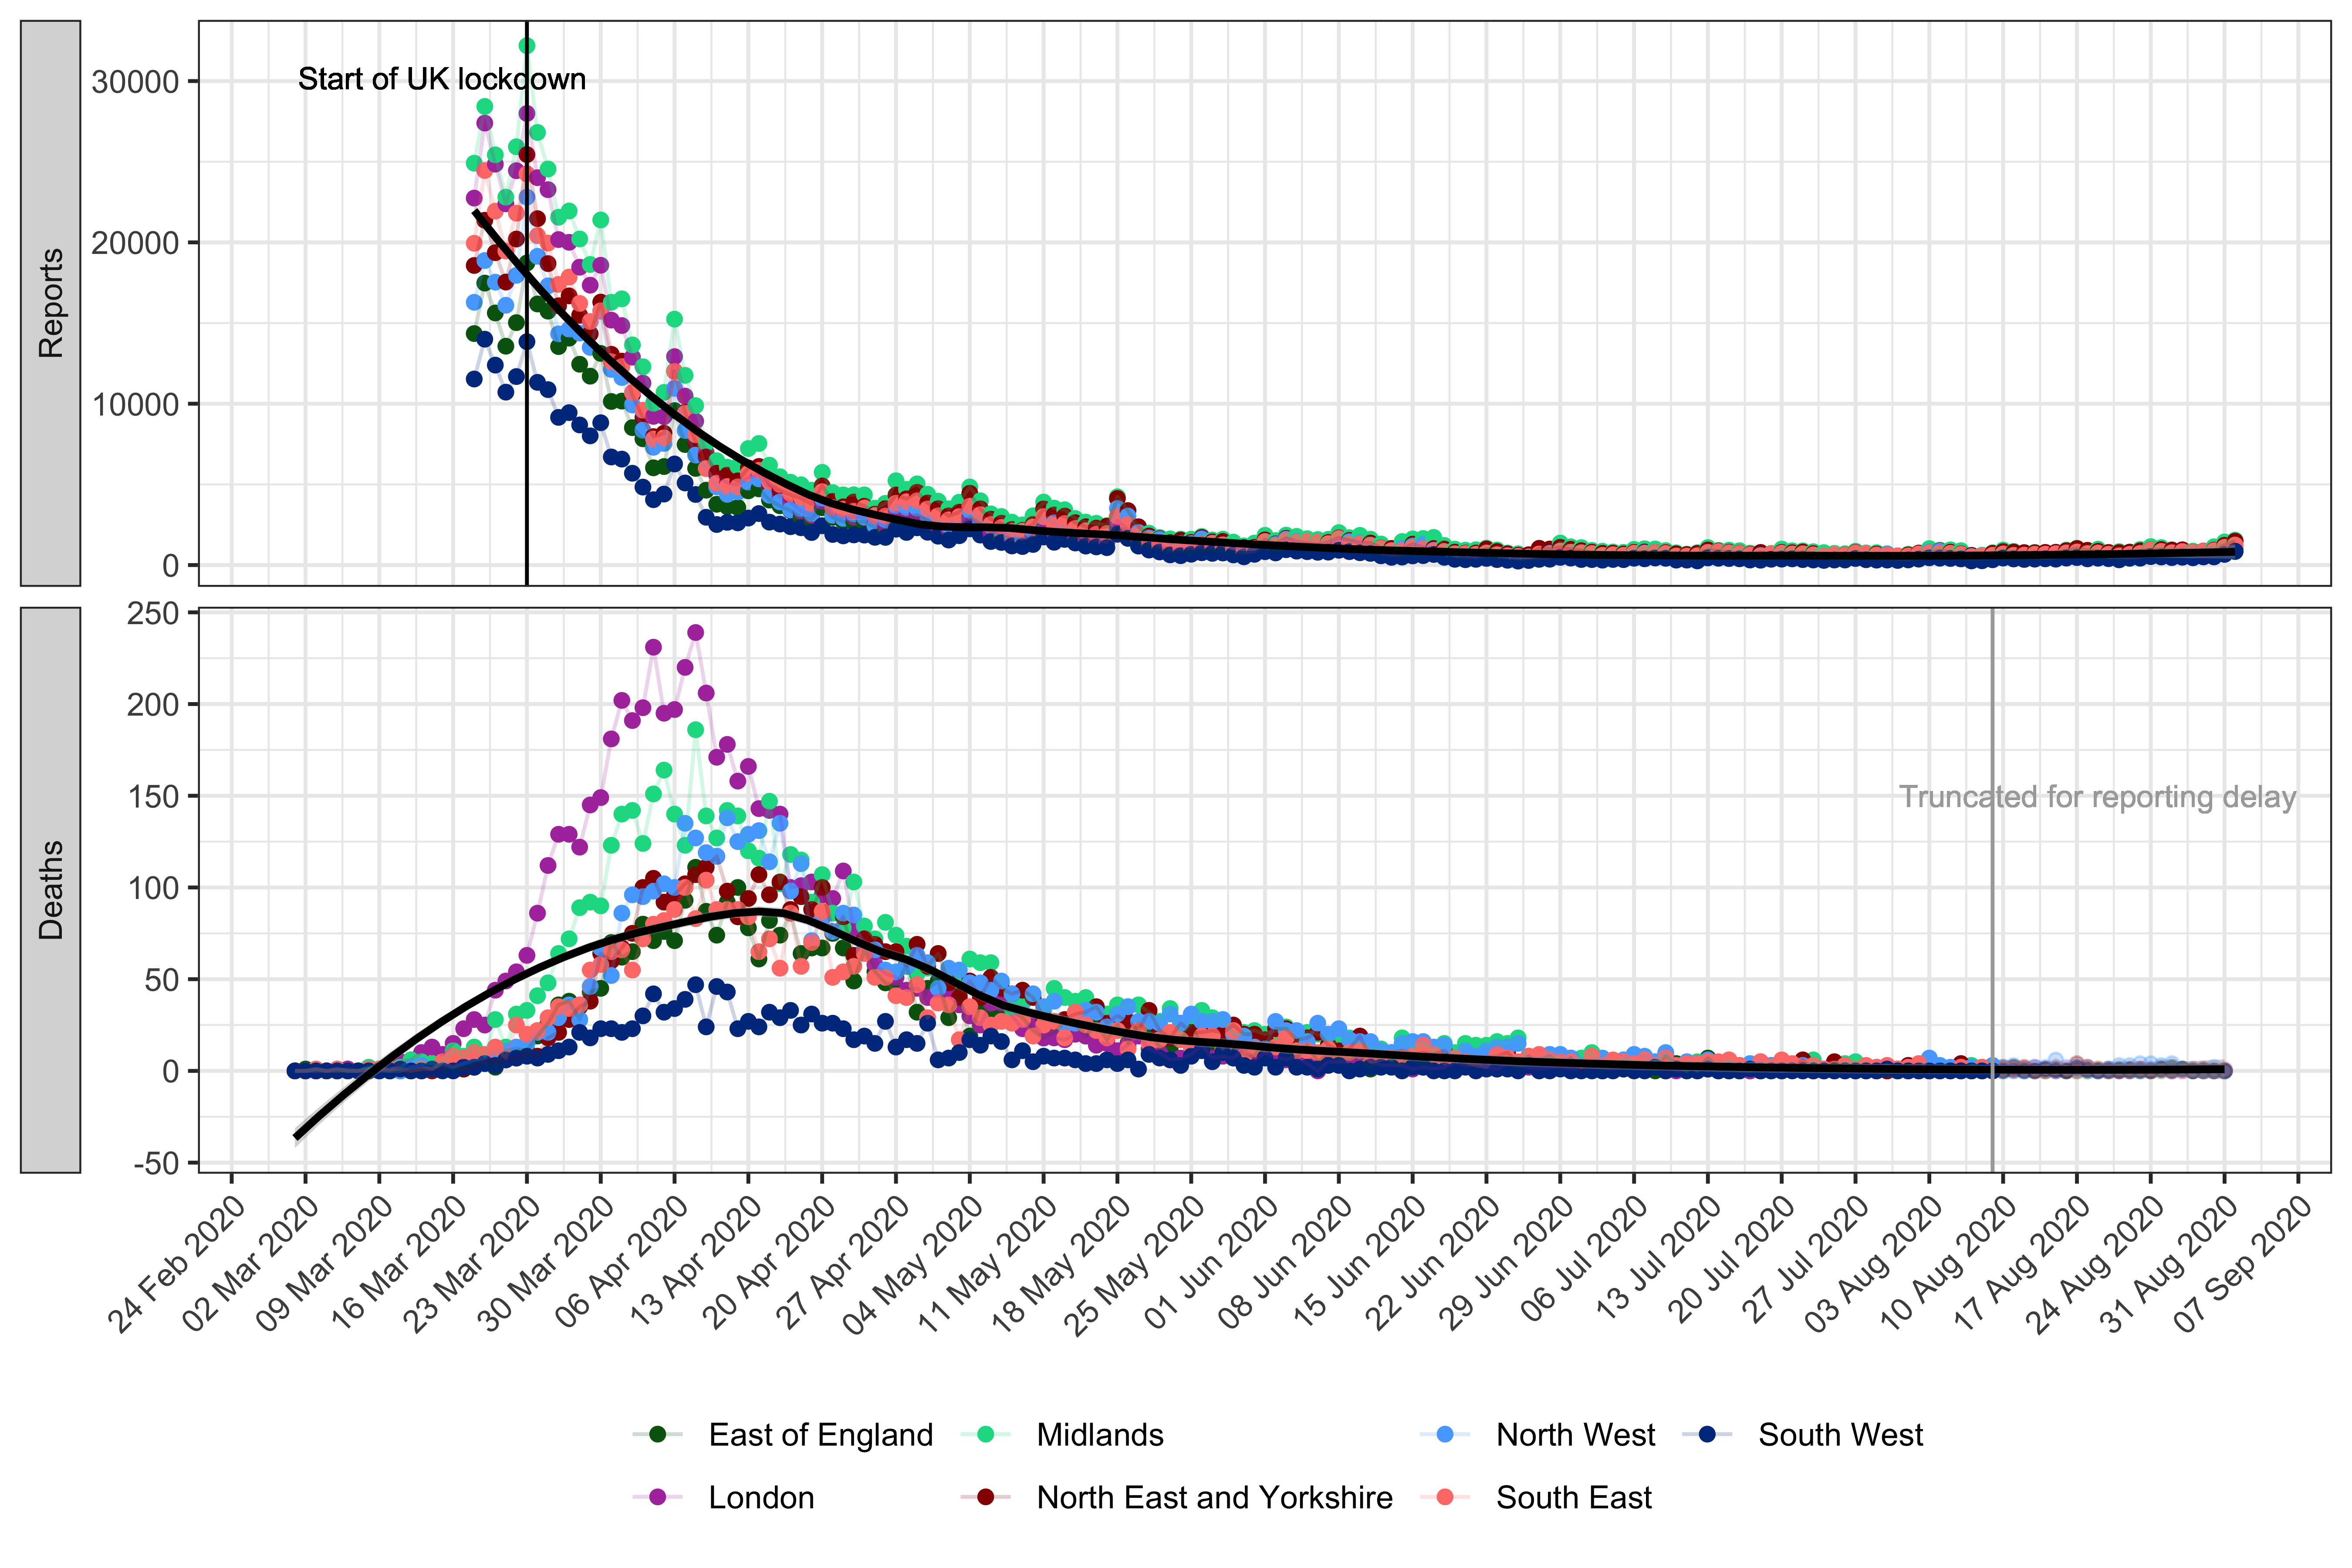 Reports
30000
20000
10000
0
Start of UK lockdown
Deaths
250
200
150
100
50
0
-50
Truncated for reporting delay
24 Feb 2020
02 Mar 2020
09 Mar 2020
16 Mar 2020
23 Mar 2020
30 Mar 2020
06 Apr 2020
13 Apr 2020
20 Apr 2020
27 Apr 2020
04 May 2020
11 May 2020
18 May 2020
25 May 2020
01 Jun 2020
08 Jun 2020
15 Jun 2020
22 Jun 2020
29 Jun 2020
06 Jul 2020
13 Jul 2020
20 Jul 2020
27 Jul 2020
03 Aug 2020
10 Aug 2020
17 Aug 2020
24 Aug 2020
31 Aug 2020
07 Sep 2020
East of England
Midlands
North West
South West
London
North East and Yorkshire
South East